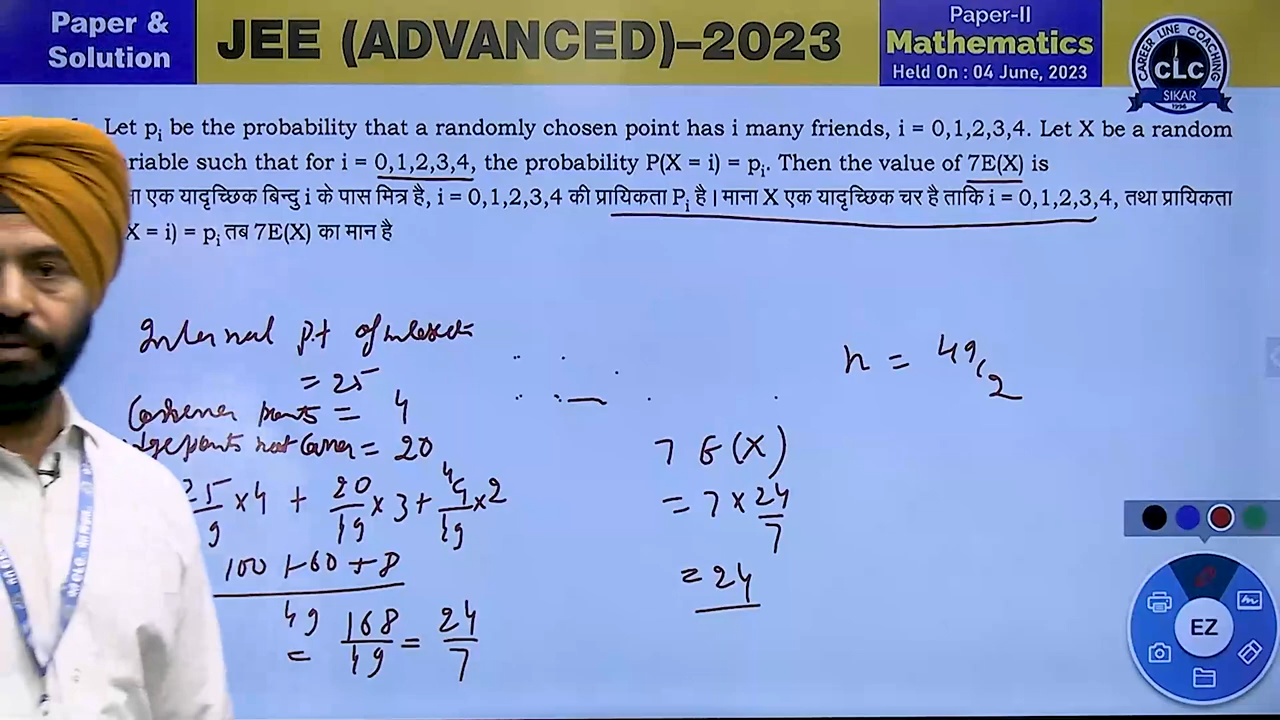 Paper &
Solution
JEE (ADVANCED)–2023
Paper-II
Mathematics
Held On : 04 June, 2023
CAREER LINE COACHING
CLC
SIKAR
1996
Let pi be the probability that a randomly chosen point has i many friends, i = 0,1,2,3,4. Let X be a random
riable such that for i = 0,1,2,3,4, the probability P(X = i) = pi. Then the value of 7E(X) is
ना एक यादृच्छिक बिन्दु i के पास मित्र है, i = 0,1,2,3,4 की प्रायिकता Pi है। माना X एक यादृच्छिक चर है ताकि i = 0,1,2,3,4, तथा प्रायिकता
X = i) = pi तब 7E(X) का मान है
Internal pt of
= 25
points = 4
points not = 20
25/9 x 4 + 20/49 x 3 + 4/49 x 2
100 + 60 + 8
49
= 168/49 = 24/7
n = 49/2
7 E(X)
= 7 x 24/7
= 24
EZ